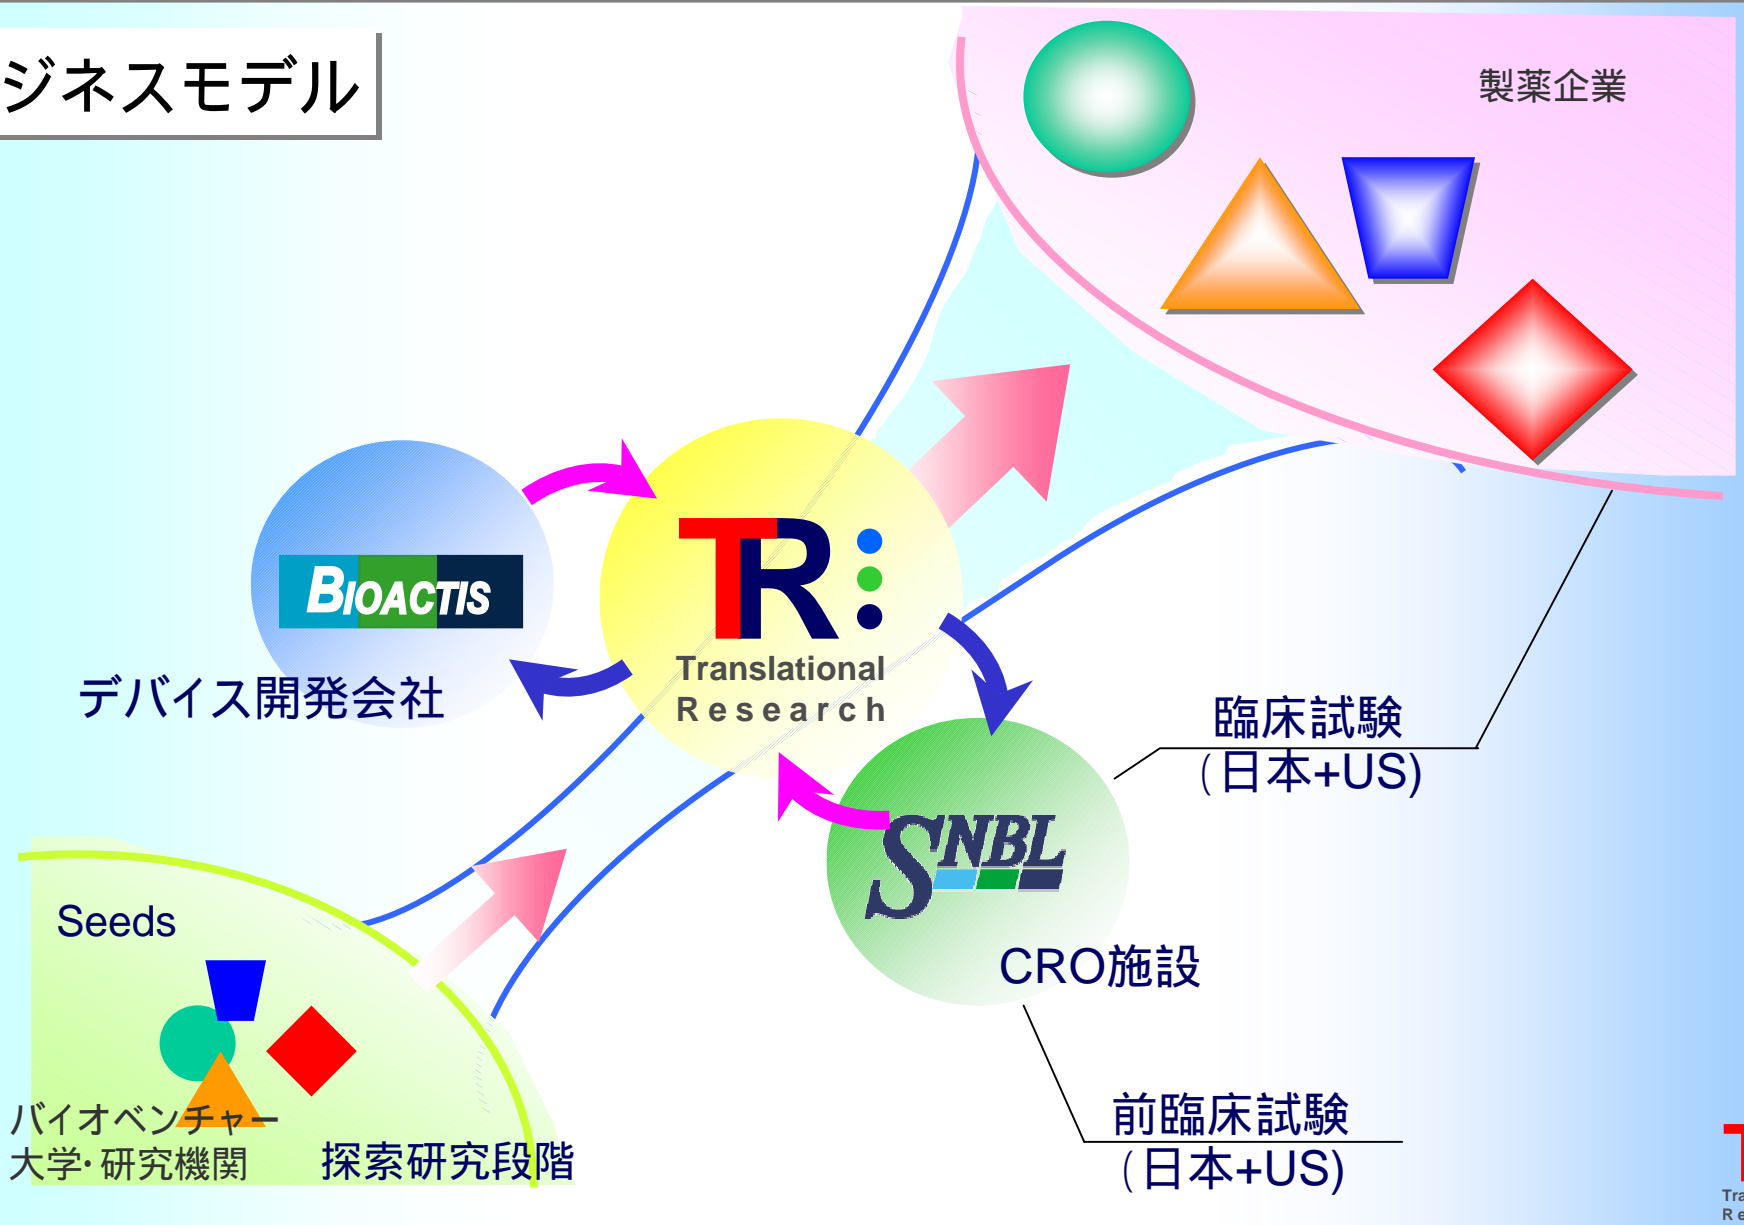 ジネスモデル
製薬企業
BIOACTIS
デバイス開発会社
TR
Translational
Research
臨床試験
(日本+US)
SNBL
CRO施設
Seeds
バイオベンチャー
大学・研究機関
探索研究段階
前臨床試験
(日本+US)
T
Tra
Re